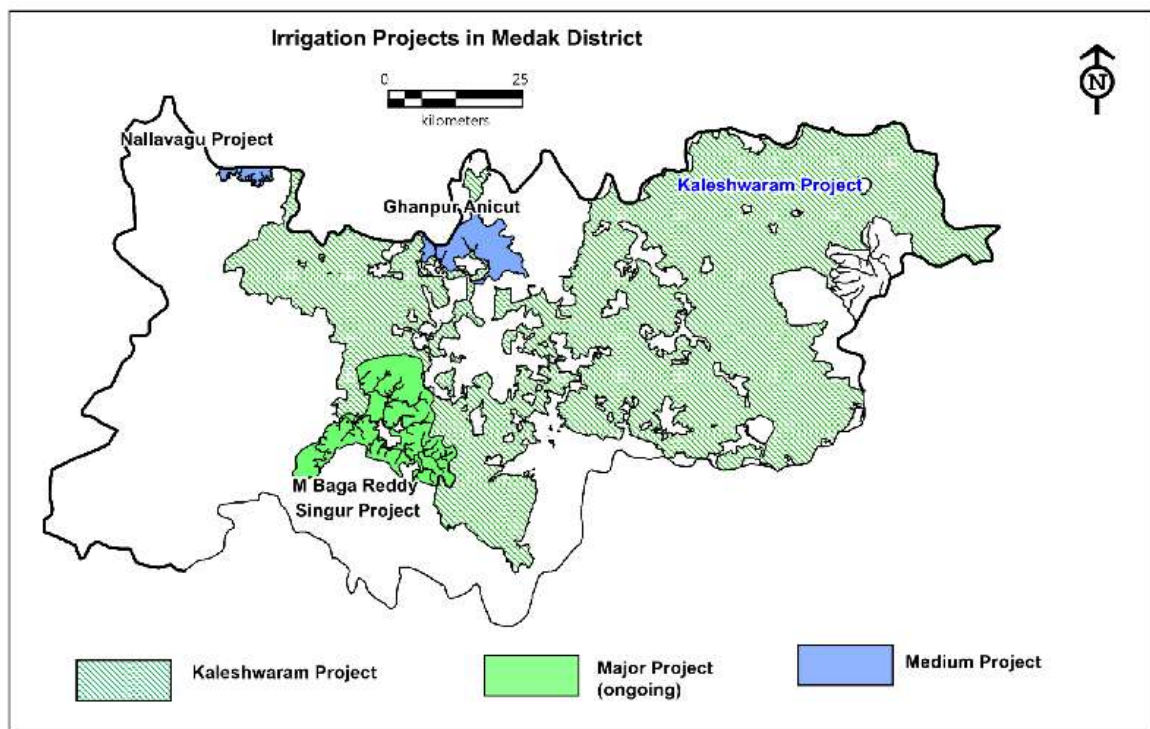 Irrigation Projects in Medak District
0 25
kilometers
N
Nallavagu Project
Kaleshwaram Project
Ghanpur Anicut
M Baga Reddy
Singur Project
Kaleshwaram Project
Major Project
(ongoing)
Medium Project